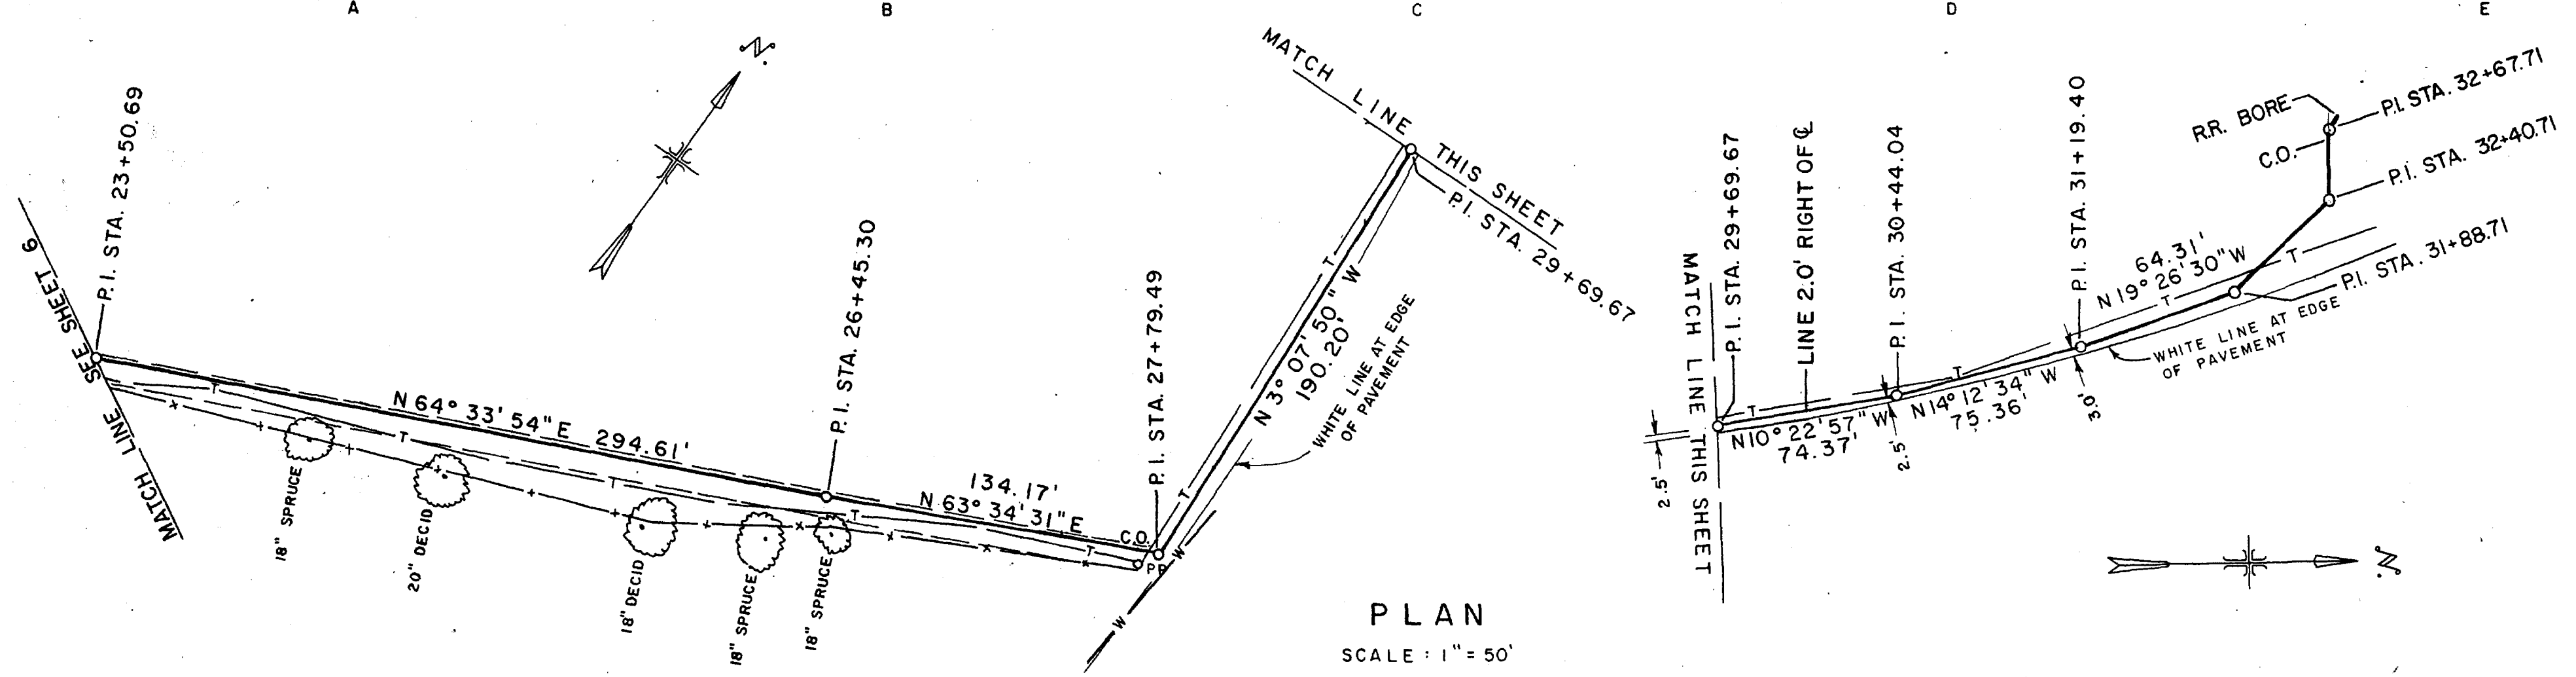 A
B
C
D
E
SEE SHEET 6
MATCH LINE
P.I. STA. 23+50.69
N.
N 64° 33' 54" E 294.61'
18" SPRUCE
20" DECID
18" DECID
18" SPRUCE
18" SPRUCE
P.I. STA. 26+45.30
134.17'
N 63° 34' 31" E
C.O.
PP
P.I. STA. 27+79.49
N 3° 07' 50" W
190.20'
WHITE LINE AT EDGE
OF PAVEMENT
MATCH LINE THIS SHEET
P.I. STA. 29+69.67
T
T
T
T
T
T
T
W
W
W
PLAN
SCALE : 1" = 50'
MATCH LINE THIS SHEET
2.5'
P.I. STA. 29+69.67
LINE 2.0' RIGHT OF ℄
P.I. STA. 30+44.04
T
N 10° 22' 57" W
74.37'
2.5'
T
N 14° 12' 34" W
75.36'
3.0'
P.I. STA. 31+19.40
64.31'
N 19° 26' 30" W
T
T
WHITE LINE AT EDGE
OF PAVEMENT
P.I. STA. 31+88.71
P.I. STA. 32+40.71
P.I. STA. 32+67.71
R.R. BORE
C.O.
N.